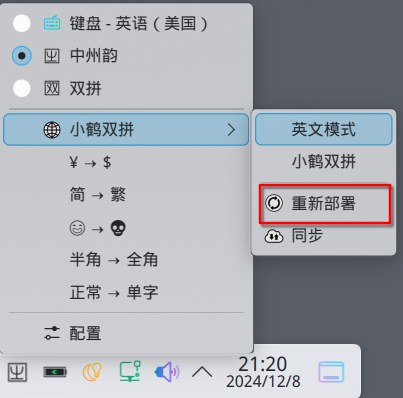 键盘 - 英语（美国）
中州韵
双拼
小鹤双拼
¥ → $
简 → 繁
😊 → 💀
半角 → 全角
正常 → 单字
配置
英文模式
小鹤双拼
重新部署
同步
21:20
2024/12/8